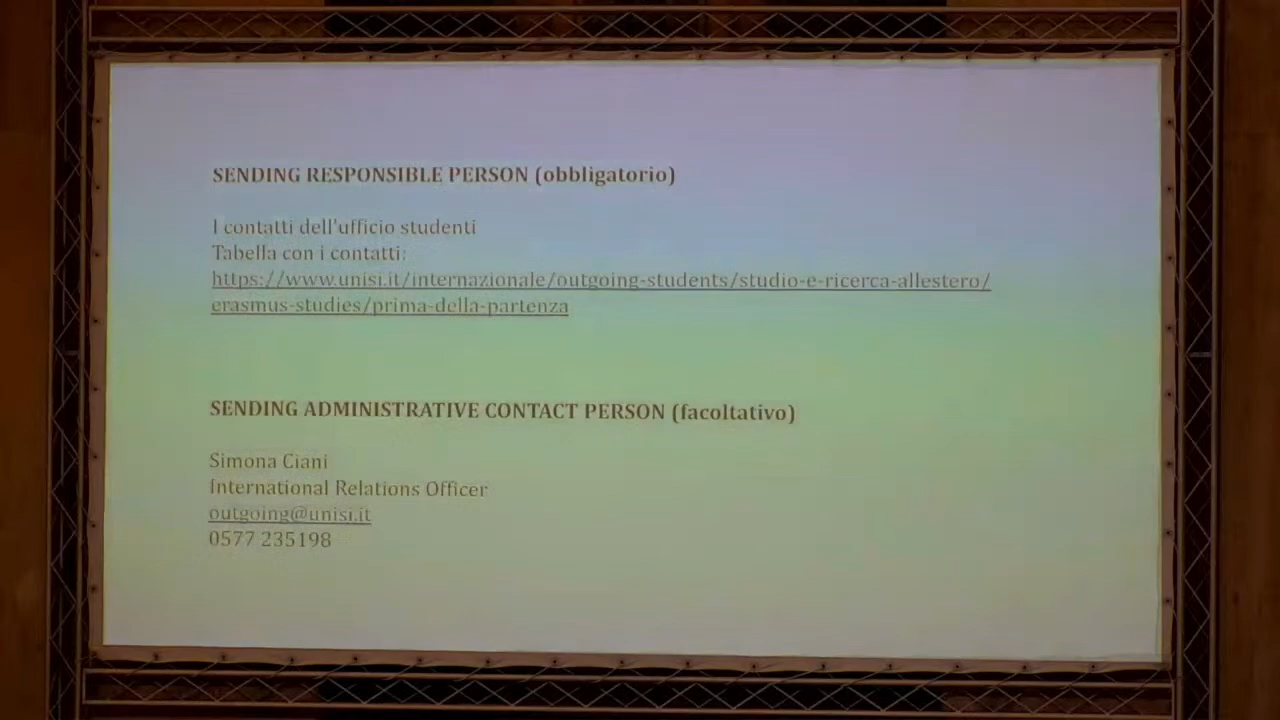 SENDING RESPONSIBLE PERSON (obbligatorio)
I contatti dell'ufficio studenti
Tabella con i contatti:
https://www.unisi.it/internazionale/outgoing-students/studio-e-ricerca-allestero/
erasmus-studies/prima-della-partenza
SENDING ADMINISTRATIVE CONTACT PERSON (facoltativo)
Simona Ciani
International Relations Officer
outgoing@unisi.it
0577 235198